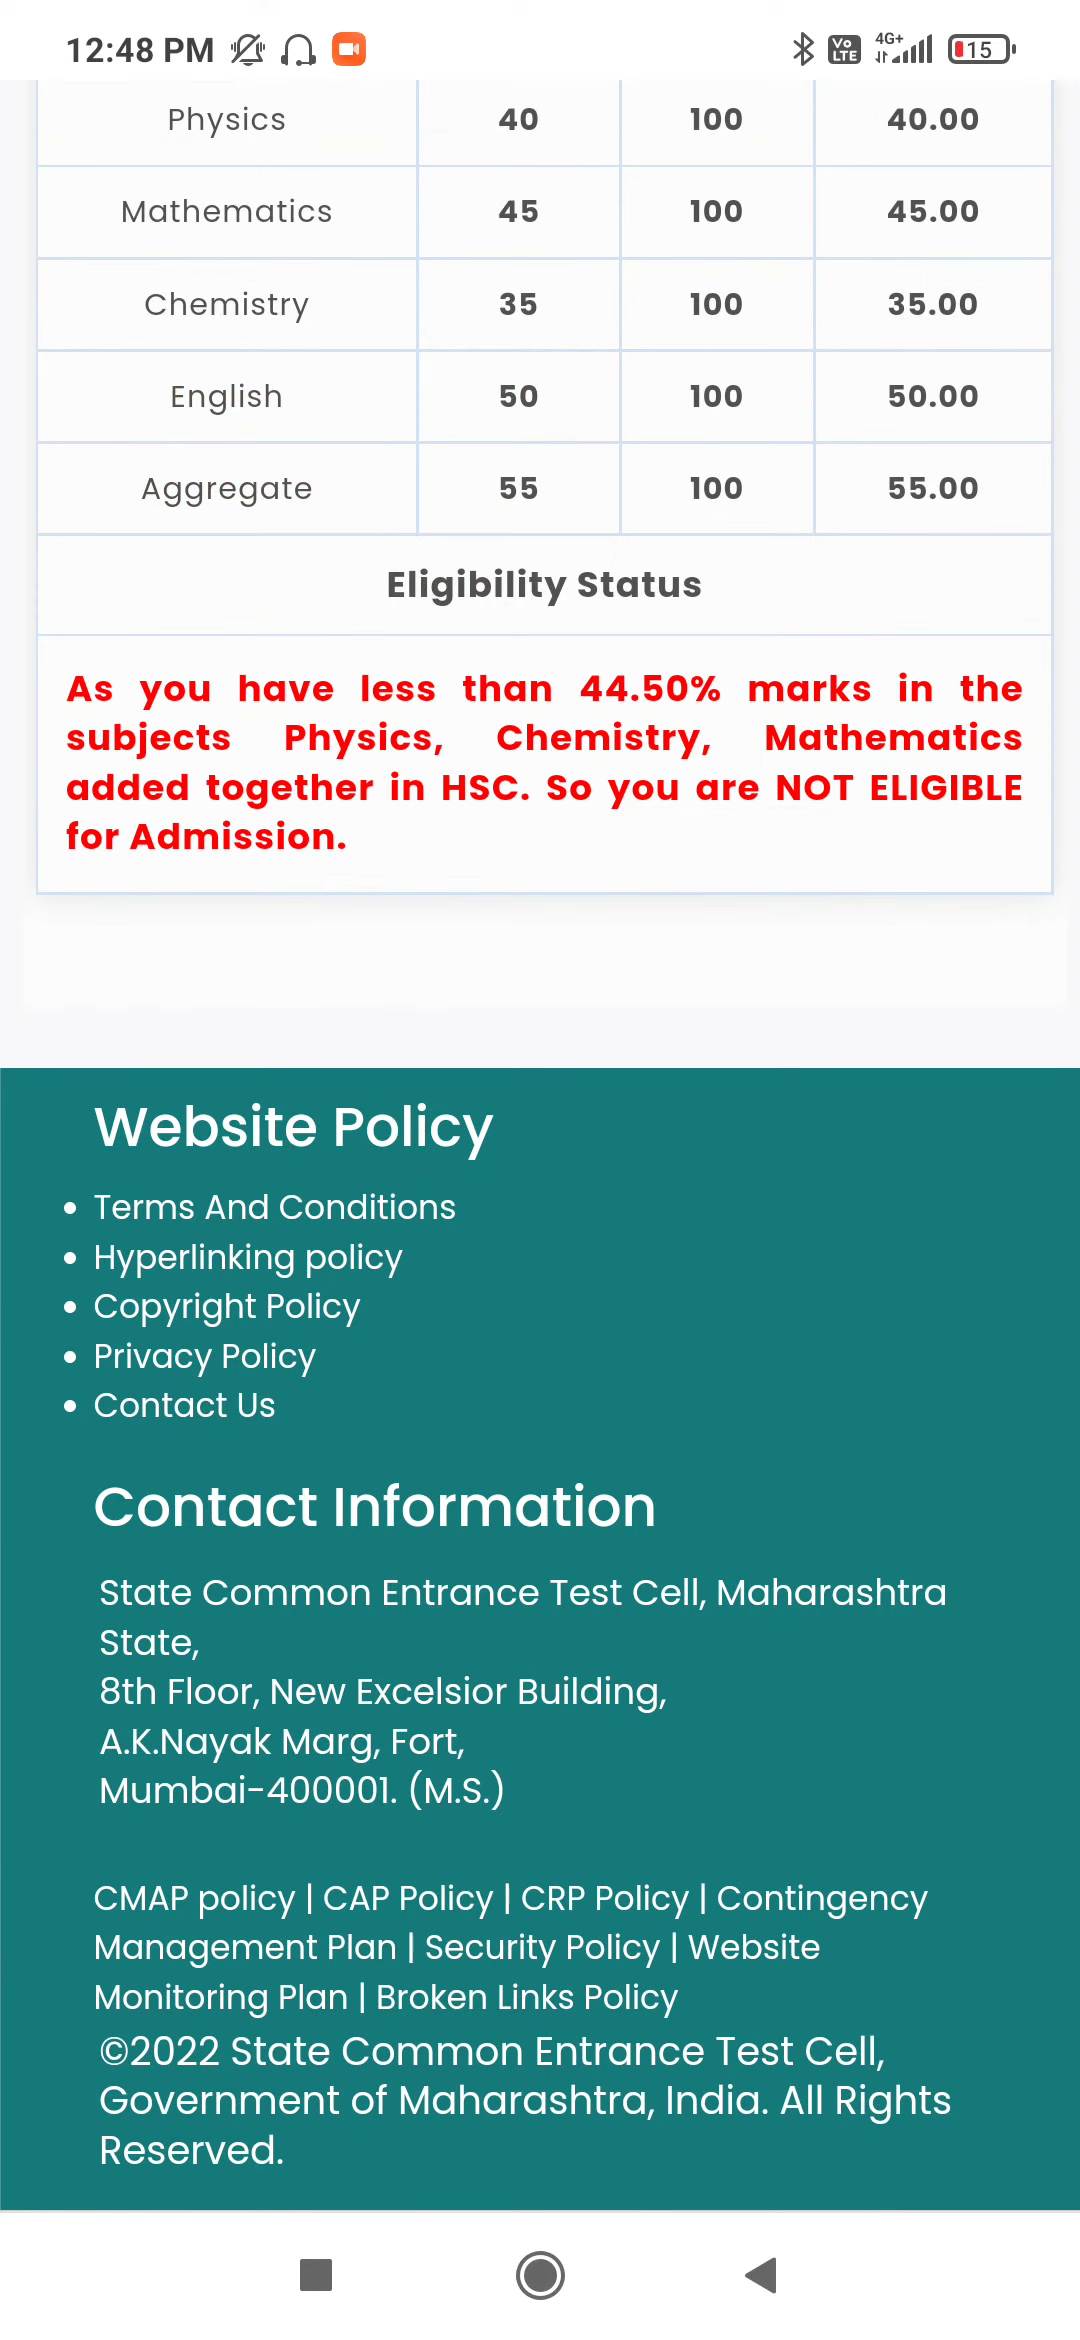 12:48 PM
Vo LTE 4G+ 15
Physics 40 100 40.00
Mathematics 45 100 45.00
Chemistry 35 100 35.00
English 50 100 50.00
Aggregate 55 100 55.00
Eligibility Status
As you have less than 44.50% marks in the
subjects Physics, Chemistry, Mathematics
added together in HSC. So you are NOT ELIGIBLE
for Admission.
Website Policy
• Terms And Conditions
• Hyperlinking policy
• Copyright Policy
• Privacy Policy
• Contact Us
Contact Information
State Common Entrance Test Cell, Maharashtra
State,
8th Floor, New Excelsior Building,
A.K.Nayak Marg, Fort,
Mumbai-400001. (M.S.)
CMAP policy | CAP Policy | CRP Policy | Contingency
Management Plan | Security Policy | Website
Monitoring Plan | Broken Links Policy
©2022 State Common Entrance Test Cell,
Government of Maharashtra, India. All Rights
Reserved.